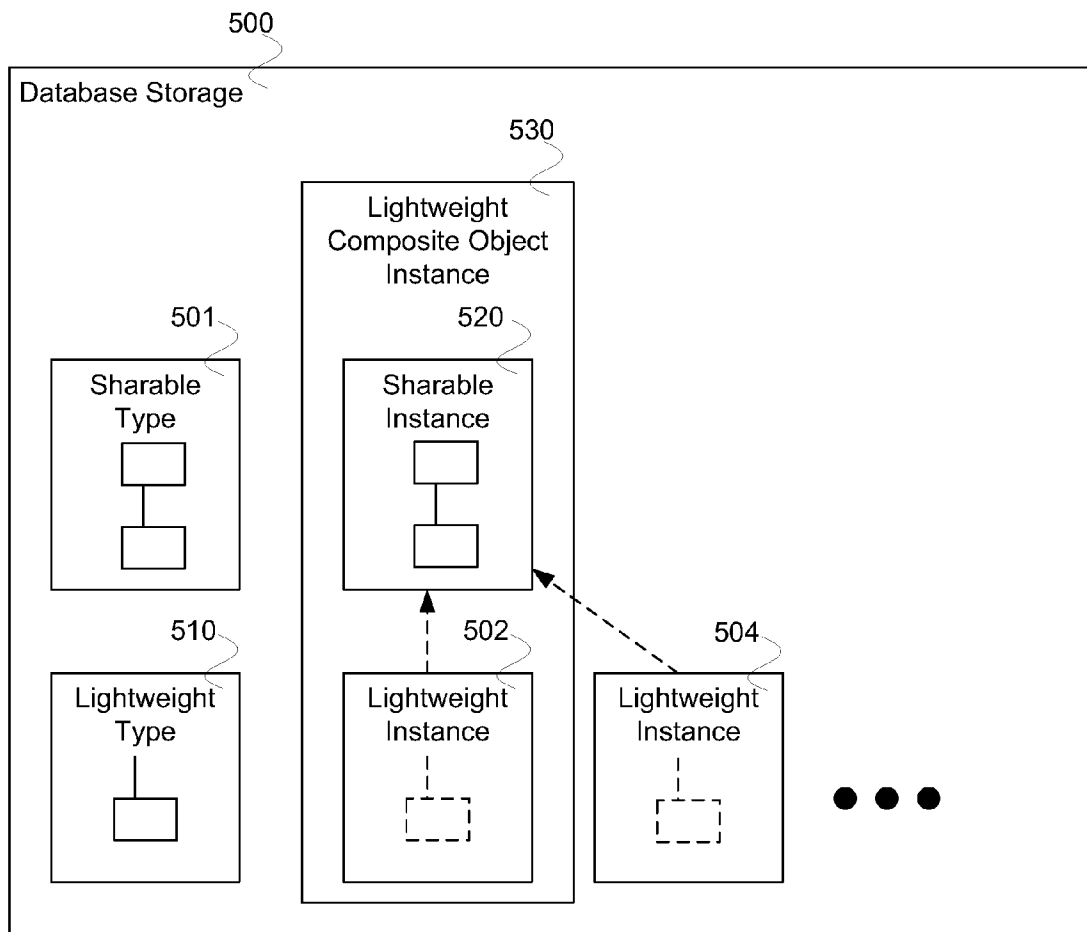 500
Database Storage
530
Lightweight
Composite Object
Instance
501
Sharable
Type
520
Sharable
Instance
510
Lightweight
Type
502
Lightweight
Instance
504
Lightweight
Instance